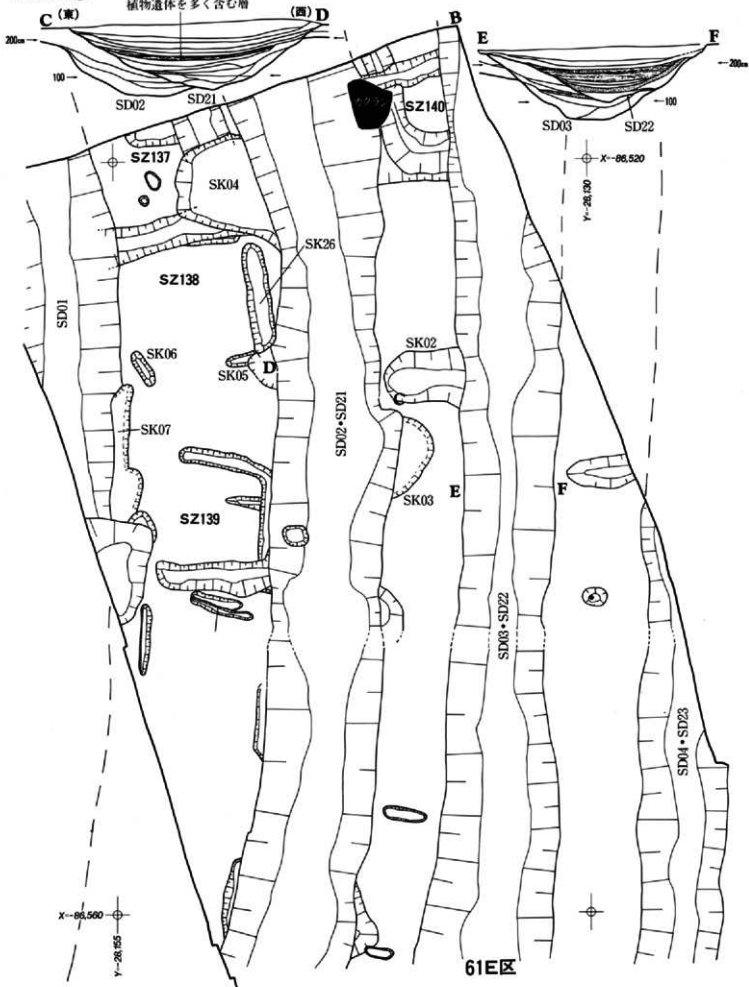 植物遺体を多く含む層
C (東)
(西) D
200cm
100
SD02
SD21
B
E
F
200cm
100
SD03
SD22
X=-86,520
Y=-28,130
SZ137
SK04
SZ140
SZ138
SK26
SD01
SK06
SK05
D
SK02
C
SK07
SD02・SD21
SK03
E
F
SZ139
SD03・SD22
SD04・SD23
X=-86,560
Y=-28,155
61E区